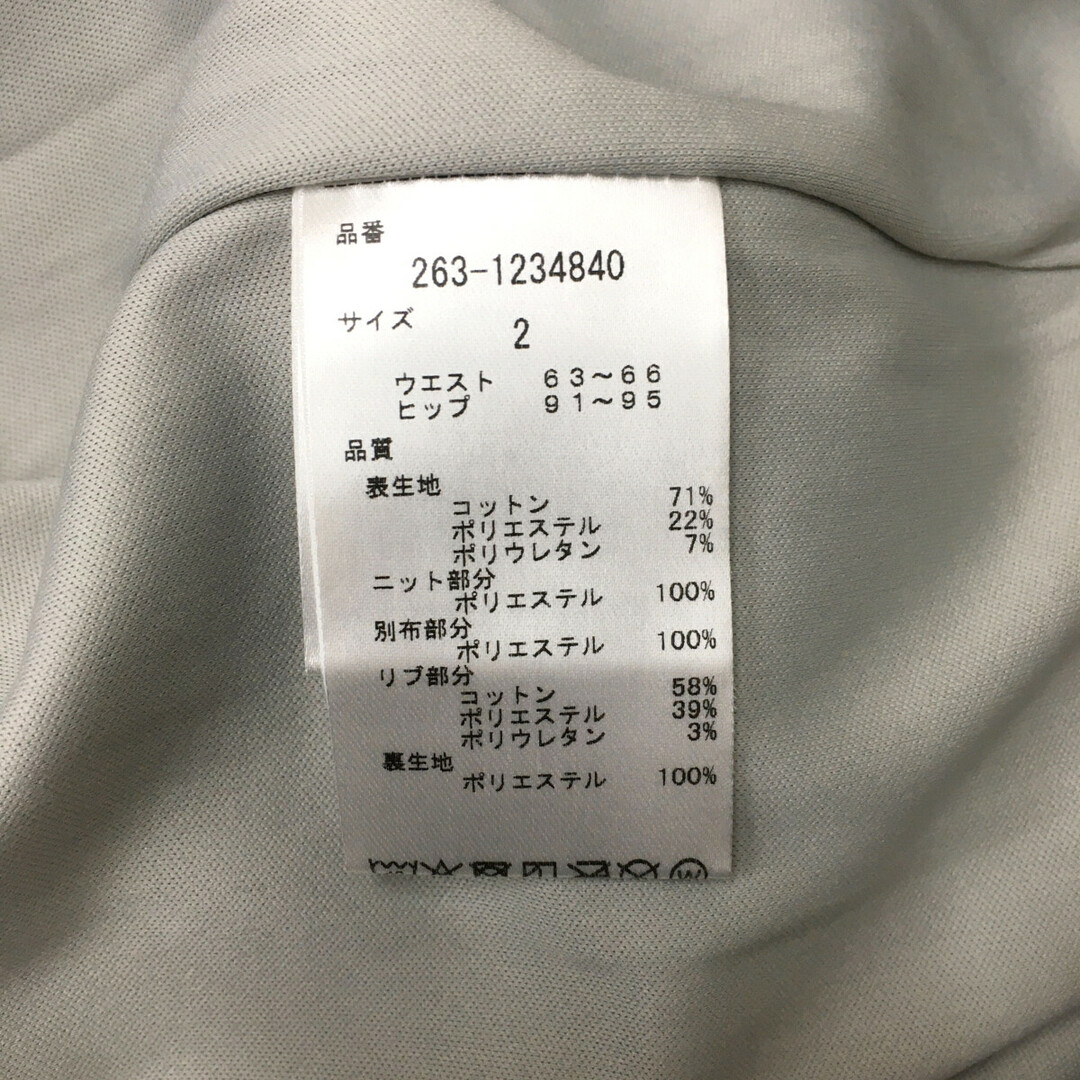 品番
263-1234840
サイズ
2
ウエスト 63～66
ヒップ 91～95
品質
表生地
コットン 71%
ポリエステル 22%
ポリウレタン 7%
ニット部分
ポリエステル 100%
別布部分
ポリエステル 100%
リブ部分
コットン 58%
ポリエステル 39%
ポリウレタン 3%
裏生地
ポリエステル 100%